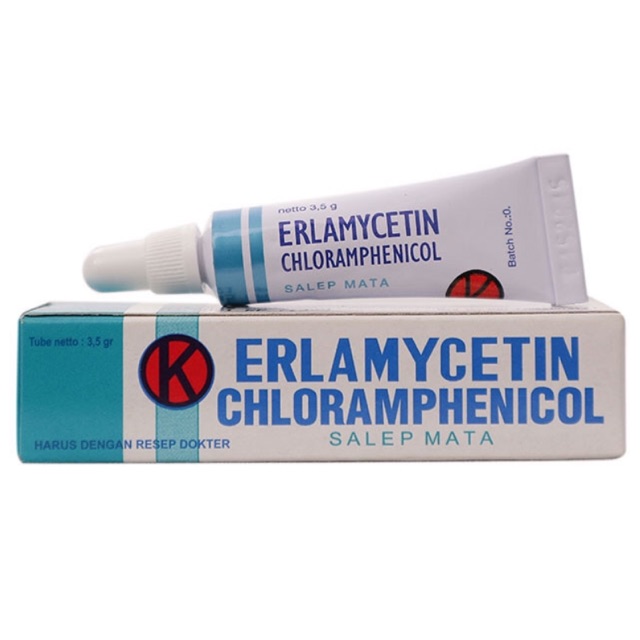 netto 3,5 g
ERLAMYCETIN
CHLORAMPHENICOL
SALEP MATA
Batch No.:0.
K
Tube netto : 3,5 gr
K
ERLAMYCETIN
CHLORAMPHENICOL
SALEP MATA
HARUS DENGAN RESEP DOKTER